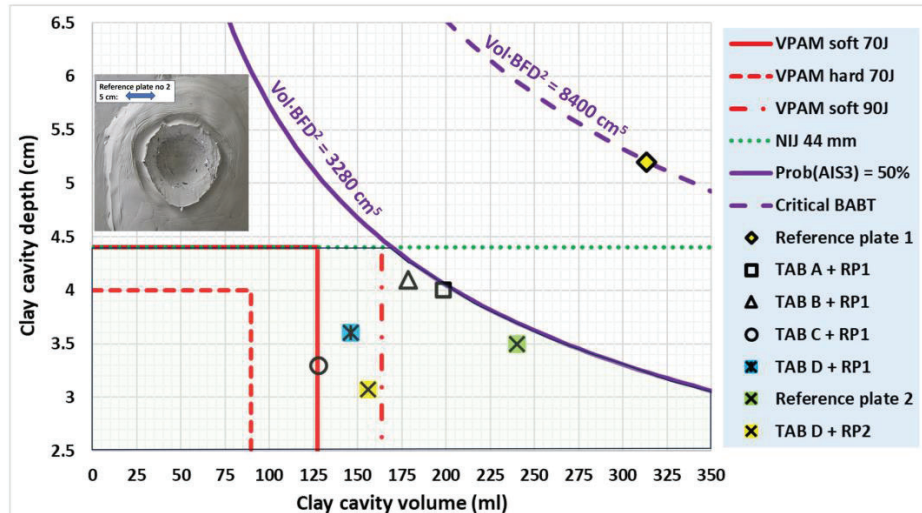 6.5
6
5.5
5
4.5
4
3.5
3
2.5
Clay cavity depth (cm)
0
25
50
75
100
125
150
175
200
225
250
275
300
325
350
Clay cavity volume (ml)
Reference plate no 2
5 cm:
Vol·BFD² = 3280 cm⁵
Vol·BFD² = 8400 cm⁵
VPAM soft 70J
VPAM hard 70J
VPAM soft 90J
NIJ 44 mm
Prob(AIS3) = 50%
Critical BABT
Reference plate 1
TAB A + RP1
TAB B + RP1
TAB C + RP1
TAB D + RP1
Reference plate 2
TAB D + RP2